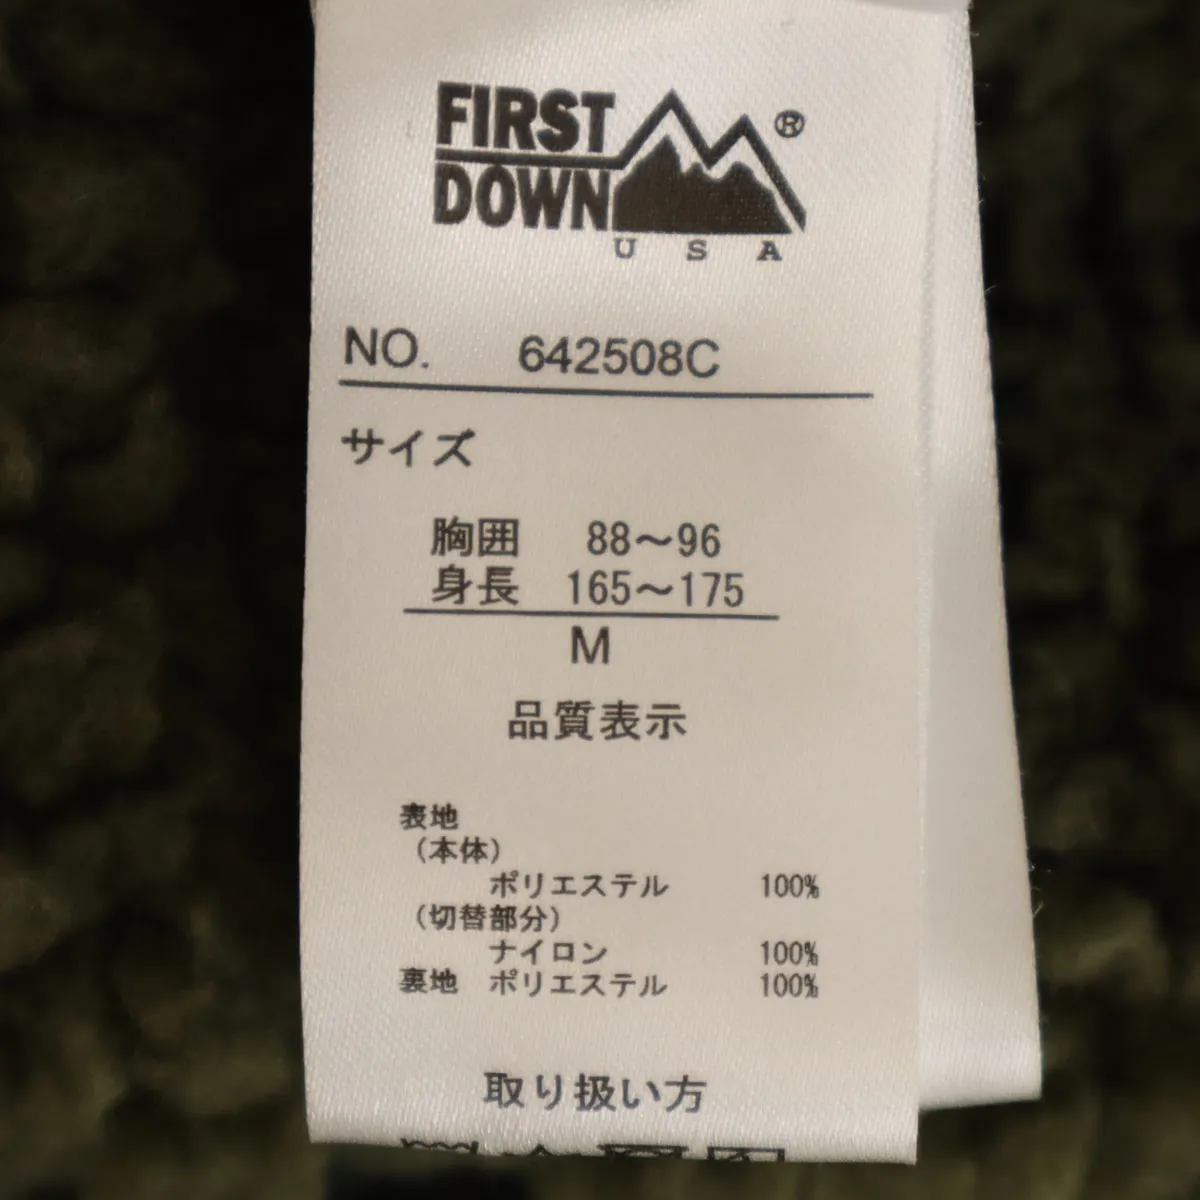 FIRST
DOWN
®
USA
NO. 642508C
サイズ
胸囲 88～96
身長 165～175
M
品質表示
表地
(本体)
ポリエステル 100%
(切替部分)
ナイロン 100%
裏地 ポリエステル 100%
取り扱い方